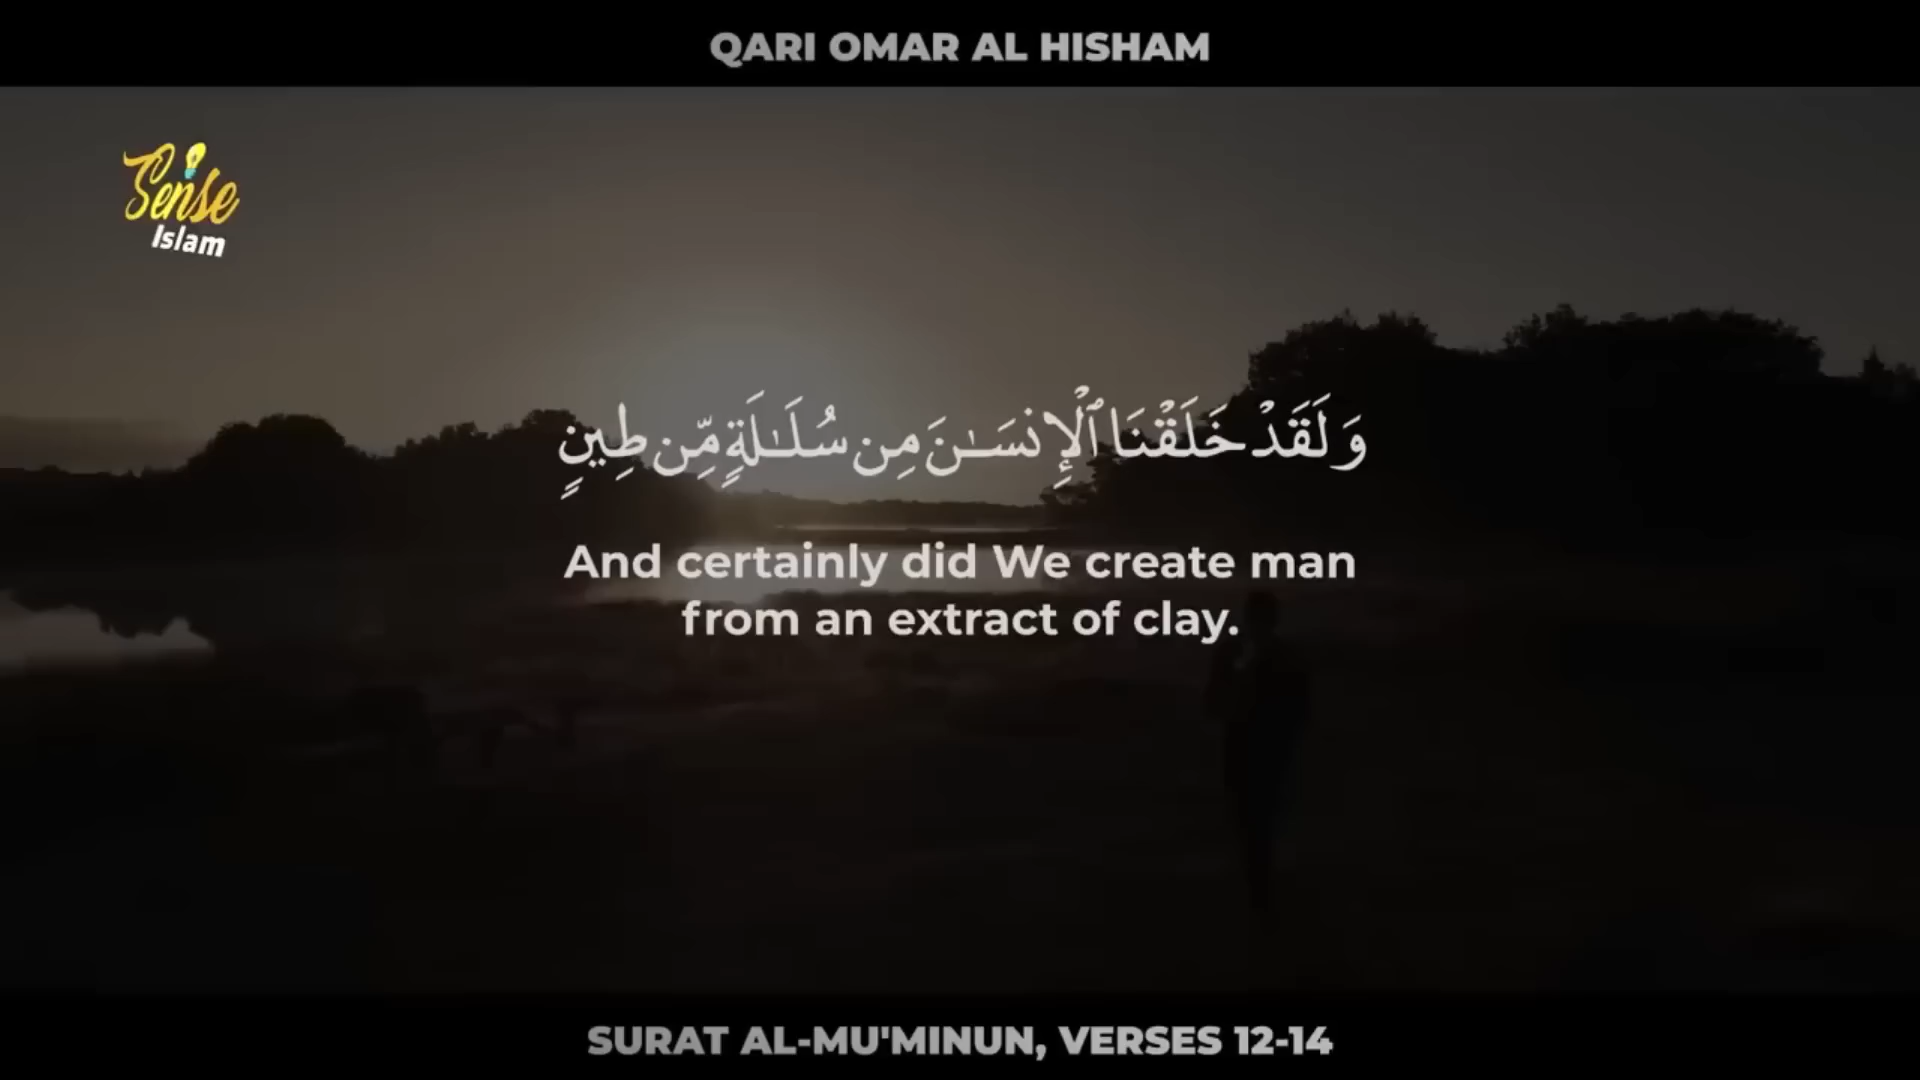 QARI OMAR AL HISHAM
Sense
Islam
وَلَقَدْ خَلَقْنَا ٱلْإِنسَـٰنَ مِن سُلَـٰلَةٍ مِّن طِينٍ
And certainly did We create man
from an extract of clay.
SURAT AL-MU'MINUN, VERSES 12-14